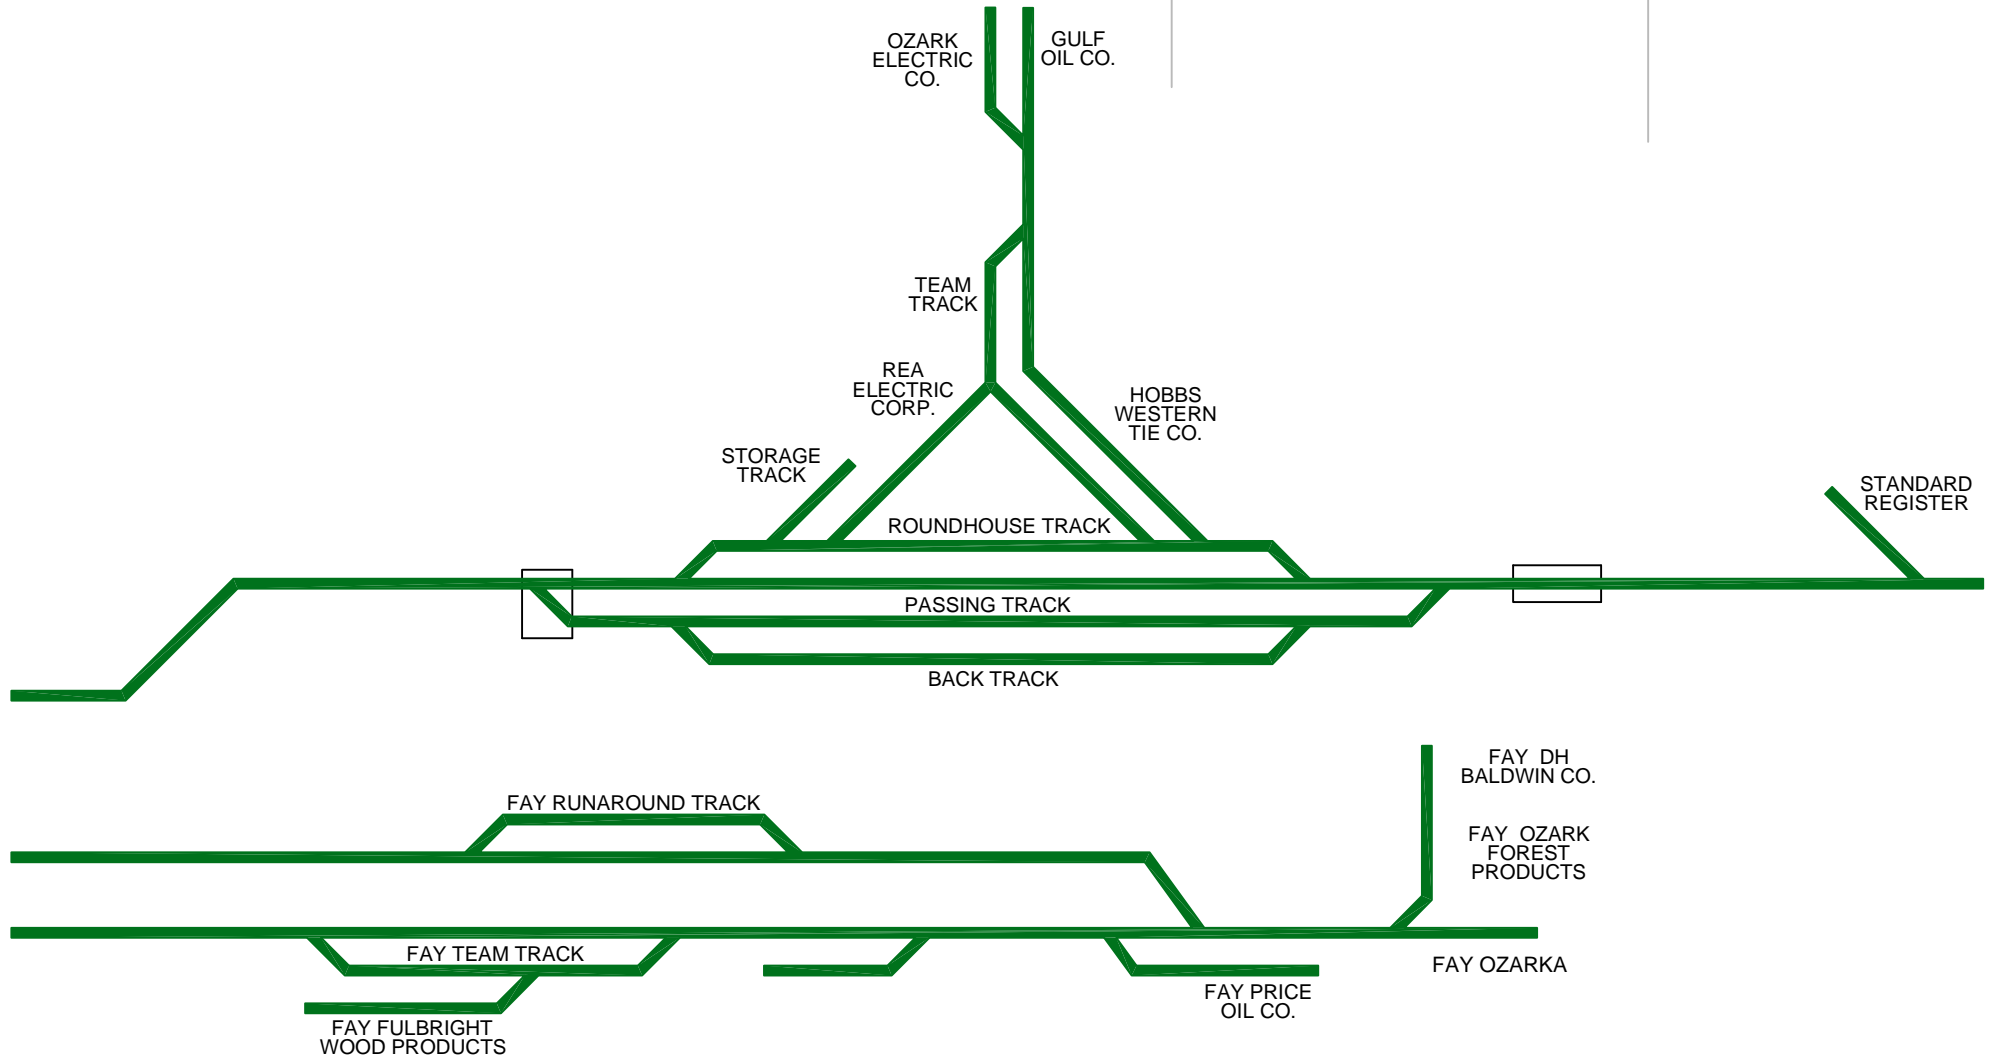 OZARK
ELECTRIC
CO.
GULF
OIL CO.
TEAM
TRACK
REA
ELECTRIC
CORP.
HOBBS
WESTERN
TIE CO.
STORAGE
TRACK
STANDARD
REGISTER
ROUNDHOUSE TRACK
PASSING TRACK
BACK TRACK
FAY DH
BALDWIN CO.
FAY RUNAROUND TRACK
FAY OZARK
FOREST
PRODUCTS
FAY TEAM TRACK
FAY OZARKA
FAY PRICE
OIL CO.
FAY FULBRIGHT
WOOD PRODUCTS